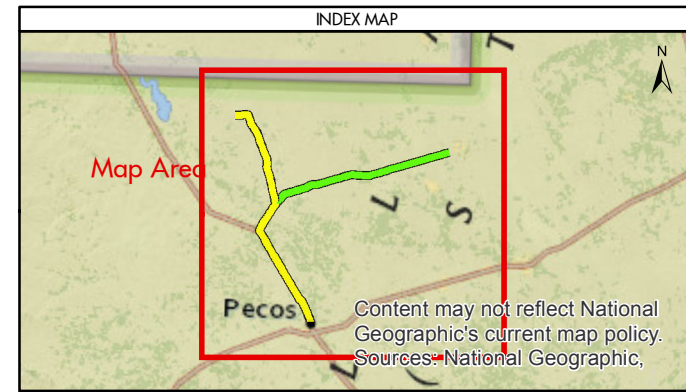 INDEX MAP
N
Map Area
L
S
Pecos
Content may not reflect National
Geographic's current map policy.
Sources: National Geographic,
L